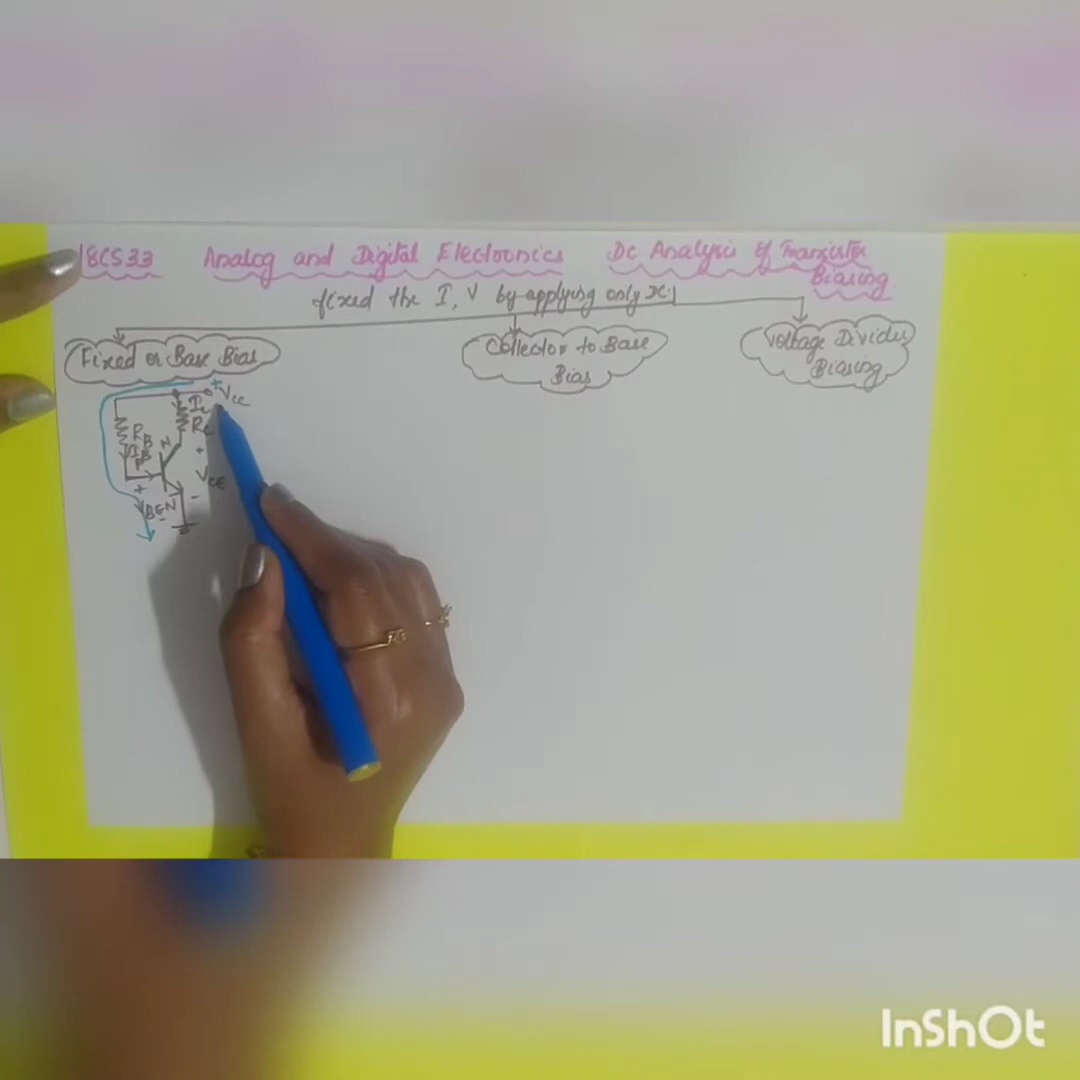 18CS33 Analog and Digital Electronics DC Analysis of Transistor Biasing
fixed the I, V by applying only
Fixed or Base Bias
Collector to Base Bias
Voltage Divider Biasing
+VCC
IC
RC
RB
IB
N
P
+
VCE
-
+
VBE
-
N
InShOt